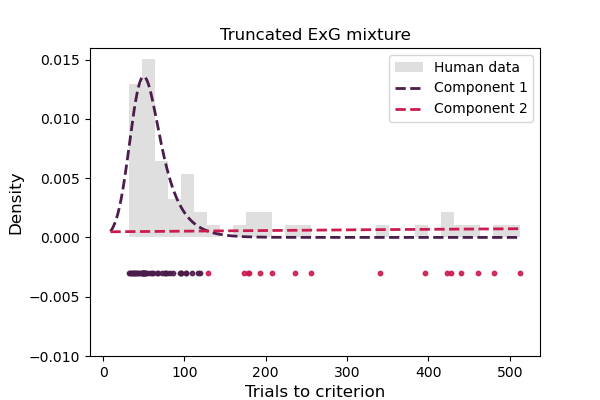 Truncated ExG mixture
Human data
Component 1
Component 2
0.015
0.010
0.005
0.000
−0.005
−0.010
Density
0
100
200
300
400
500
Trials to criterion